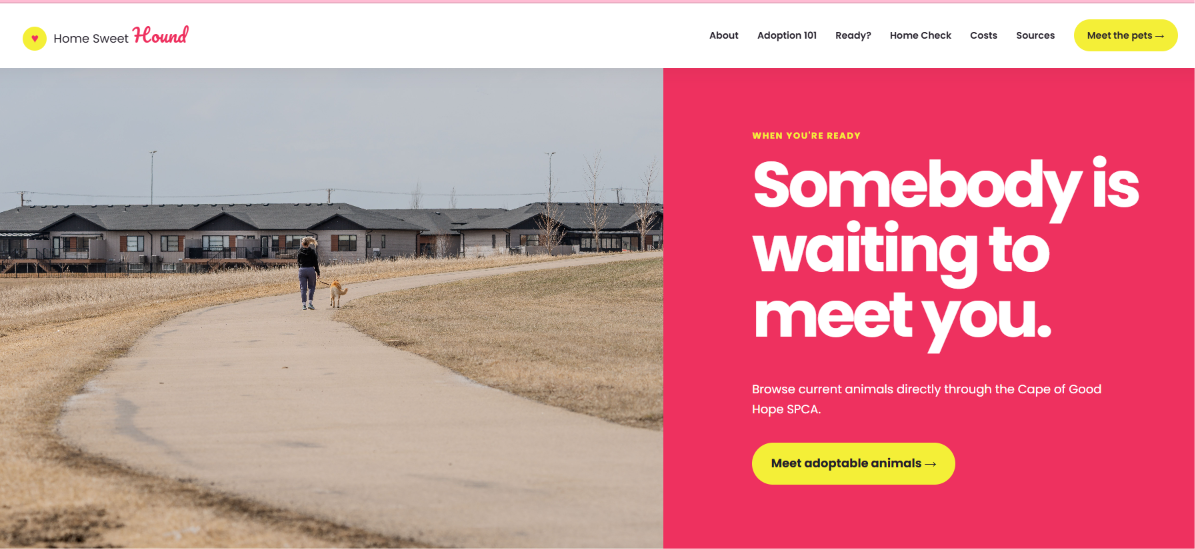 Home Sweet Hound
About
Adoption 101
Ready?
Home Check
Costs
Sources
Meet the pets →
WHEN YOU'RE READY
Somebody is
waiting to
meet you.
Browse current animals directly through the Cape of Good
Hope SPCA.
Meet adoptable animals →